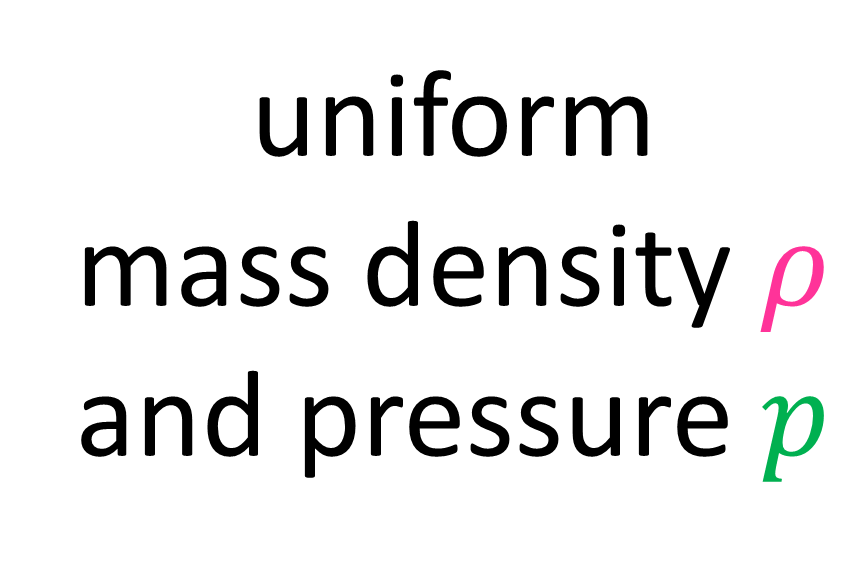 uniform
mass density ρ
and pressure p